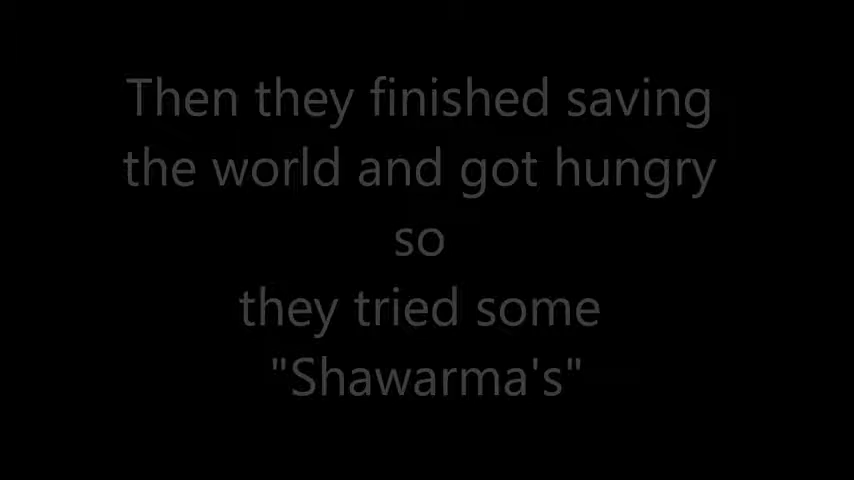 Then they finished saving
the world and got hungry
so
they tried some
"Shawarma's"